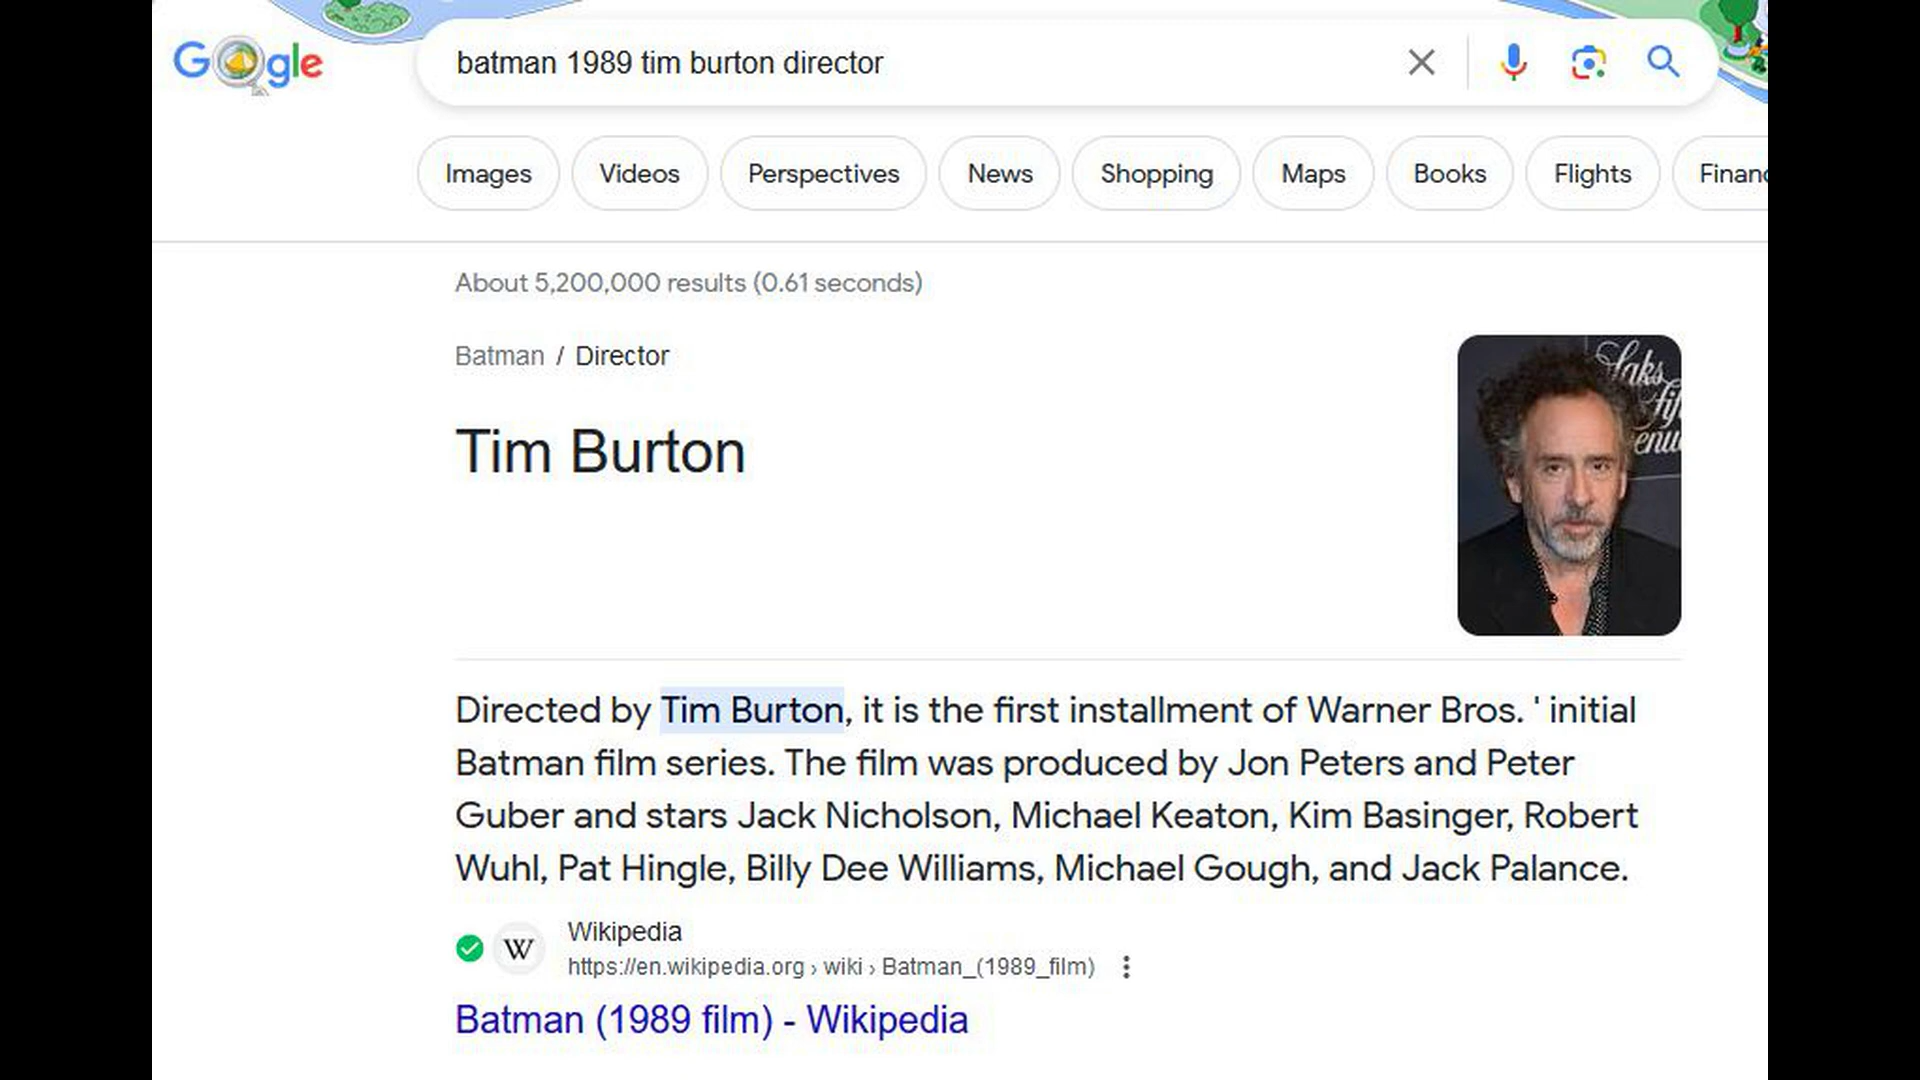 Google
batman 1989 tim burton director
Images Videos Perspectives News Shopping Maps Books Flights Financ
About 5,200,000 results (0.61 seconds)
Batman / Director
Tim Burton
Saks
Directed by Tim Burton, it is the first installment of Warner Bros. ' initial
Batman film series. The film was produced by Jon Peters and Peter
Guber and stars Jack Nicholson, Michael Keaton, Kim Basinger, Robert
Wuhl, Pat Hingle, Billy Dee Williams, Michael Gough, and Jack Palance.
W
Wikipedia
https://en.wikipedia.org › wiki › Batman_(1989_film)
Batman (1989 film) - Wikipedia